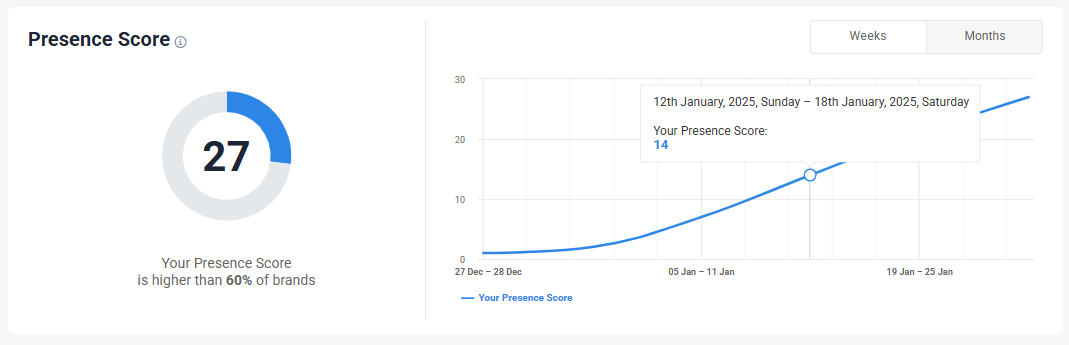 Presence Score
27
Your Presence Score
is higher than 60% of brands
Weeks
Months
30
20
10
0
12th January, 2025, Sunday – 18th January, 2025, Saturday
Your Presence Score:
14
27 Dec – 28 Dec
05 Jan – 11 Jan
19 Jan – 25 Jan
Your Presence Score